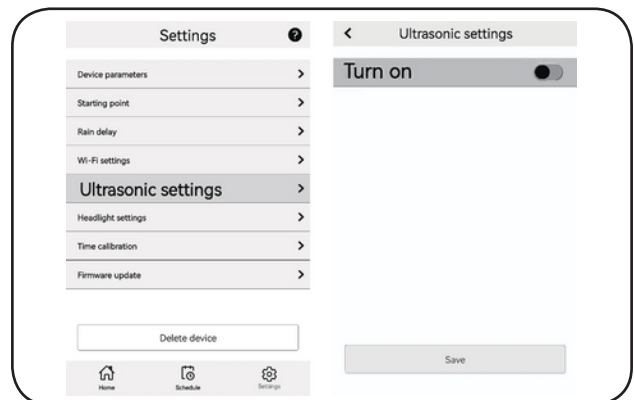 Settings
?
Device parameters
Starting point
Rain delay
Wi-Fi settings
Ultrasonic settings
Headlight settings
Time calibration
Firmware update
Delete device
Home
Schedule
Settings
Ultrasonic settings
Turn on
Save